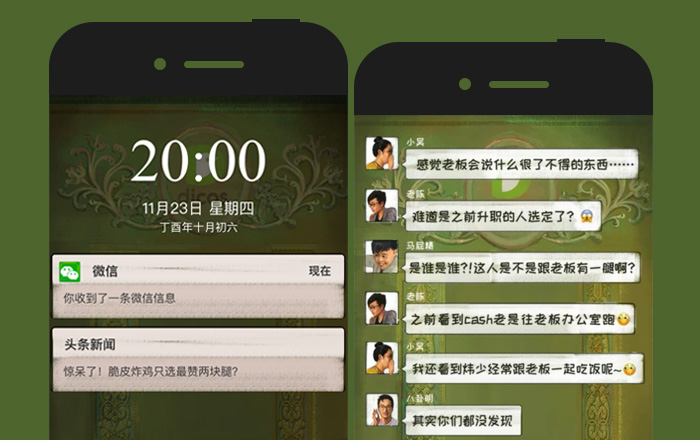 20:00
dicos
11月23日 星期四
丁酉年十月初六
微信
现在
你收到了一条微信信息
头条新闻
惊呆了！脆皮炸鸡只选最赞两块腿?
小吴
感觉老板会说什么很了不得的东西……
老陈
难道是之前升职的人选定了? 😱
马屁精
是谁是谁?!这人是不是跟老板有一腿啊?
老陈
之前看到cash老是往老板办公室跑
小吴
我还看到炜少经常跟老板一起吃饭呢~
八卦明
其实你们都没发现